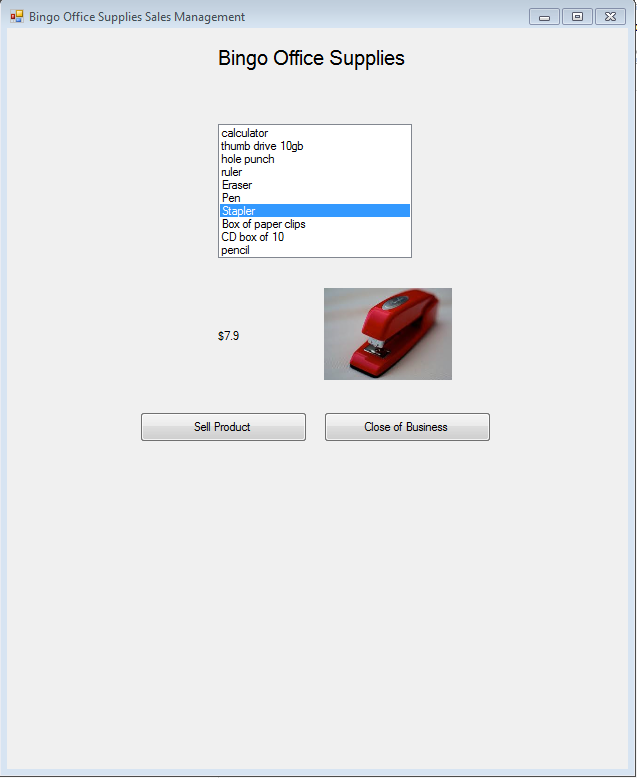 Bingo Office Supplies Sales Management
Bingo Office Supplies
calculator
thumb drive 10gb
hole punch
ruler
Eraser
Pen
Stapler
Box of paper clips
CD box of 10
pencil
$7.9
Sell Product
Close of Business